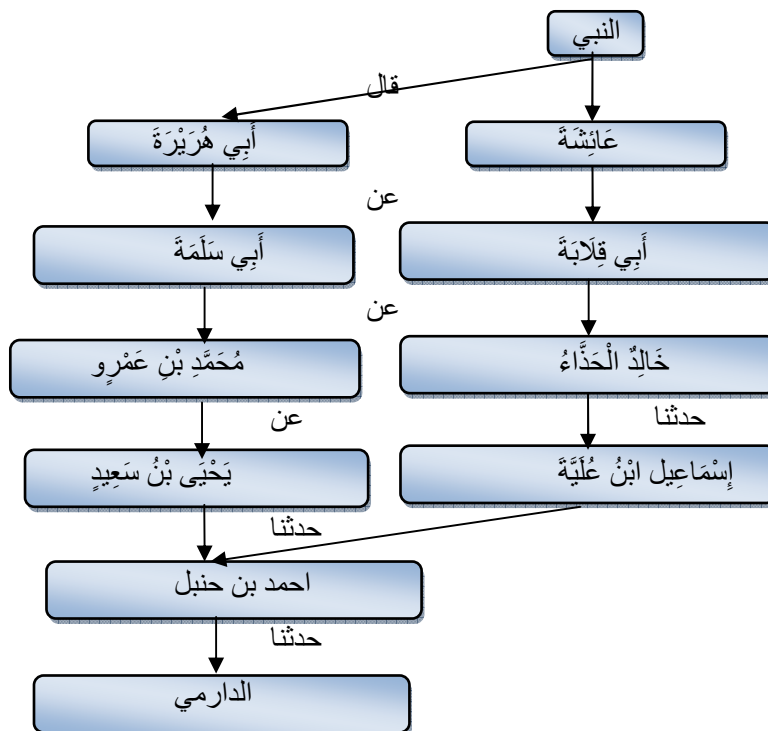 النبي
قال
عَائِشَةَ
أَبِي هُرَيْرَةَ
عن
أَبِي قِلَابَةَ
أَبِي سَلَمَةَ
عن
خَالِدٌ الْحَذَّاءُ
مُحَمَّدِ بْنِ عَمْرٍو
حدثنا
عن
إِسْمَاعِيل ابْنُ عُلَيَّةَ
يَحْيَى بْنُ سَعِيدٍ
حدثنا
احمد بن حنبل
حدثنا
الدارمي